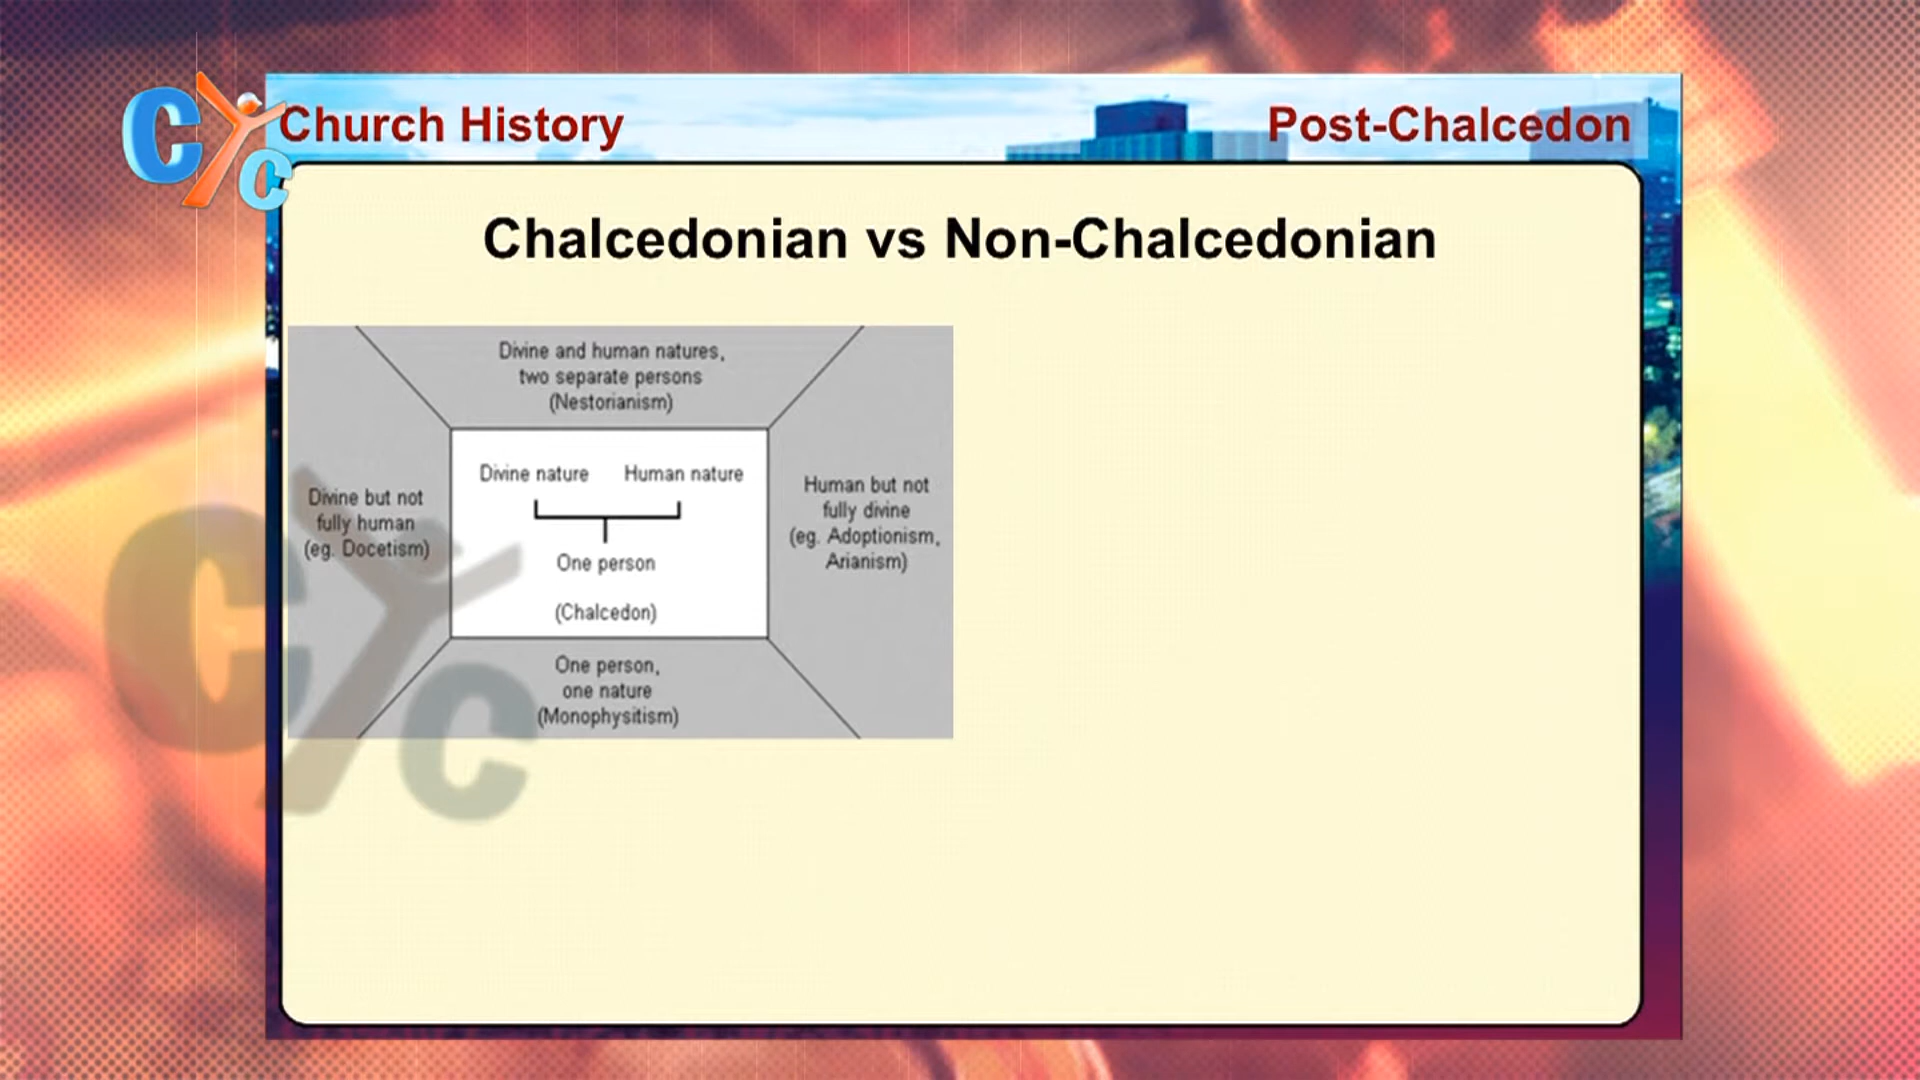 CYC
Church History
Post-Chalcedon
Chalcedonian vs Non-Chalcedonian
Divine and human natures,
two separate persons
(Nestorianism)
Divine but not
fully human
(eg. Docetism)
Divine nature
Human nature
One person
(Chalcedon)
Human but not
fully divine
(eg. Adoptionism,
Arianism)
One person,
one nature
(Monophysitism)
CYC